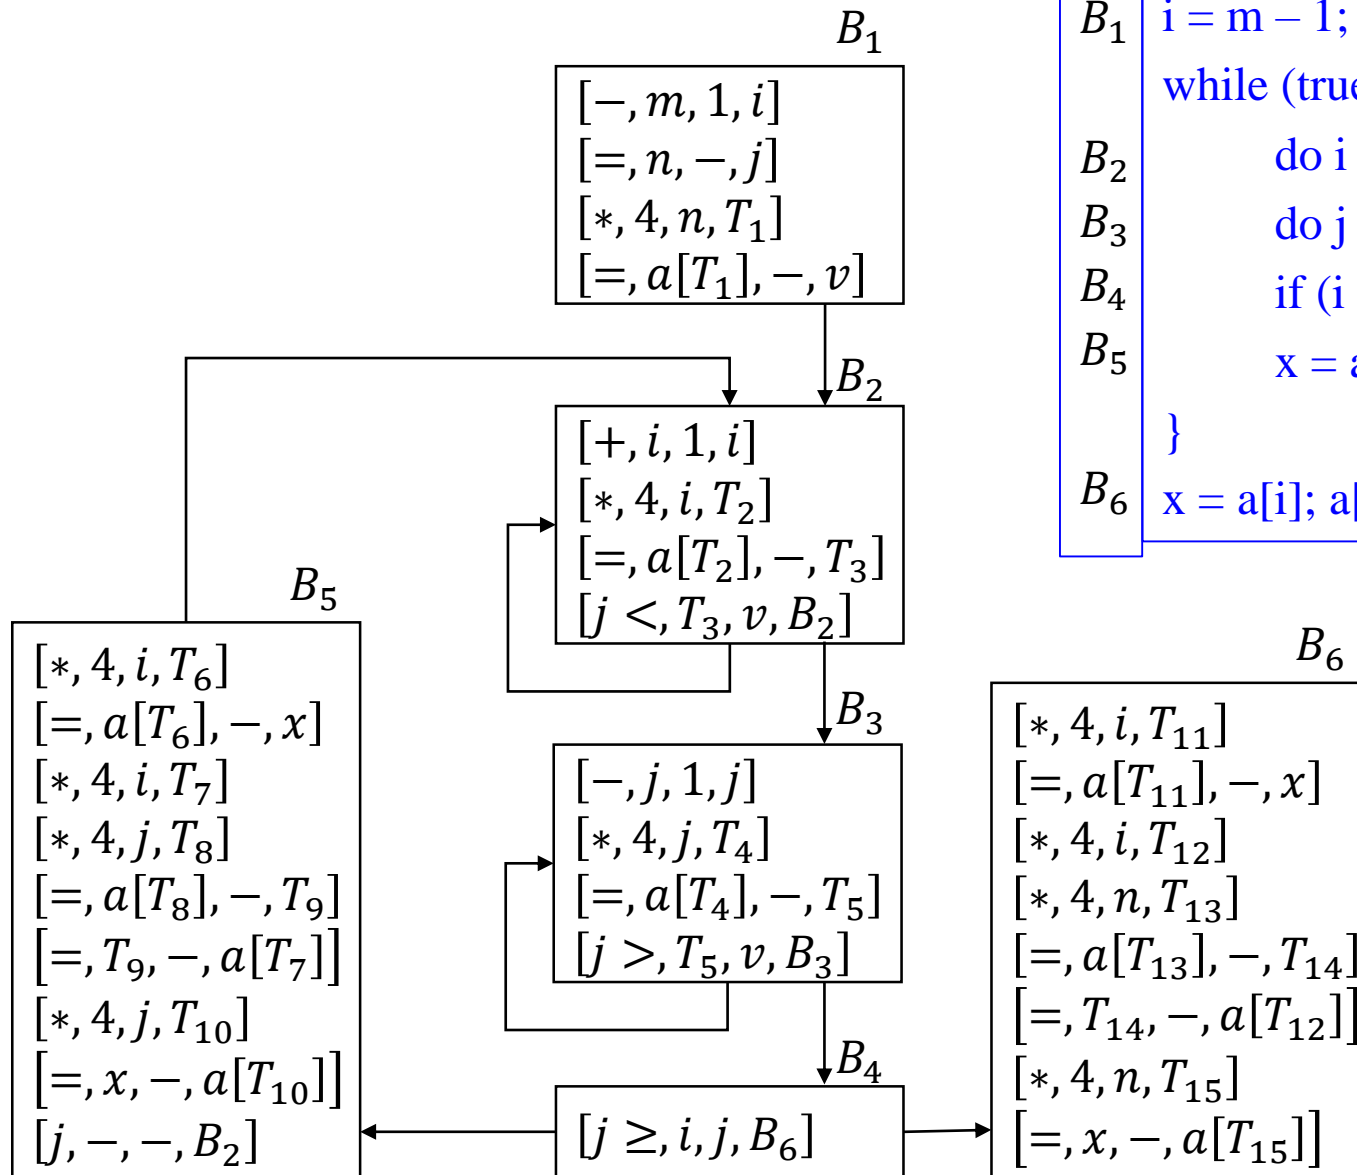 B₁
[−, m, 1, i]
[=, n, −, j]
[∗, 4, n, T₁]
[=, a[T₁], −, v]
B₂
[+, i, 1, i]
[∗, 4, i, T₂]
[=, a[T₂], −, T₃]
[j <, T₃, v, B₂]
B₃
[−, j, 1, j]
[∗, 4, j, T₄]
[=, a[T₄], −, T₅]
[j >, T₅, v, B₃]
B₄
[j ≥, i, j, B₆]
B₅
[∗, 4, i, T₆]
[=, a[T₆], −, x]
[∗, 4, i, T₇]
[∗, 4, j, T₈]
[=, a[T₈], −, T₉]
[=, T₉, −, a[T₇]]
[∗, 4, j, T₁₀]
[=, x, −, a[T₁₀]]
[j, −, −, B₂]
B₆
[∗, 4, i, T₁₁]
[=, a[T₁₁], −, x]
[∗, 4, i, T₁₂]
[∗, 4, n, T₁₃]
[=, a[T₁₃], −, T₁₄]
[=, T₁₄, −, a[T₁₂]]
[∗, 4, n, T₁₅]
[=, x, −, a[T₁₅]]
B₁ i = m – 1;
while (true
B₂ do i
B₃ do j
B₄ if (i
B₅ x = a
}
B₆ x = a[i]; a[